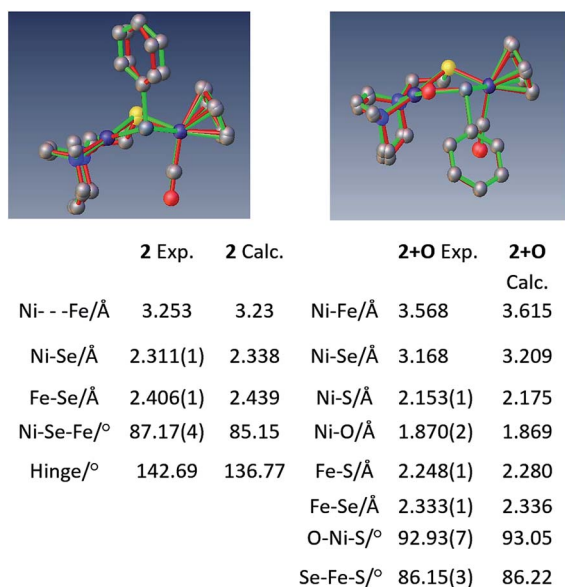 2 Exp. 2 Calc.
Ni- - -Fe/Å 3.253 3.23
Ni-Se/Å 2.311(1) 2.338
Fe-Se/Å 2.406(1) 2.439
Ni-Se-Fe/° 87.17(4) 85.15
Hinge/° 142.69 136.77
2+O Exp. 2+O
Calc.
Ni-Fe/Å 3.568 3.615
Ni-Se/Å 3.168 3.209
Ni-S/Å 2.153(1) 2.175
Ni-O/Å 1.870(2) 1.869
Fe-S/Å 2.248(1) 2.280
Fe-Se/Å 2.333(1) 2.336
O-Ni-S/° 92.93(7) 93.05
Se-Fe-S/° 86.15(3) 86.22